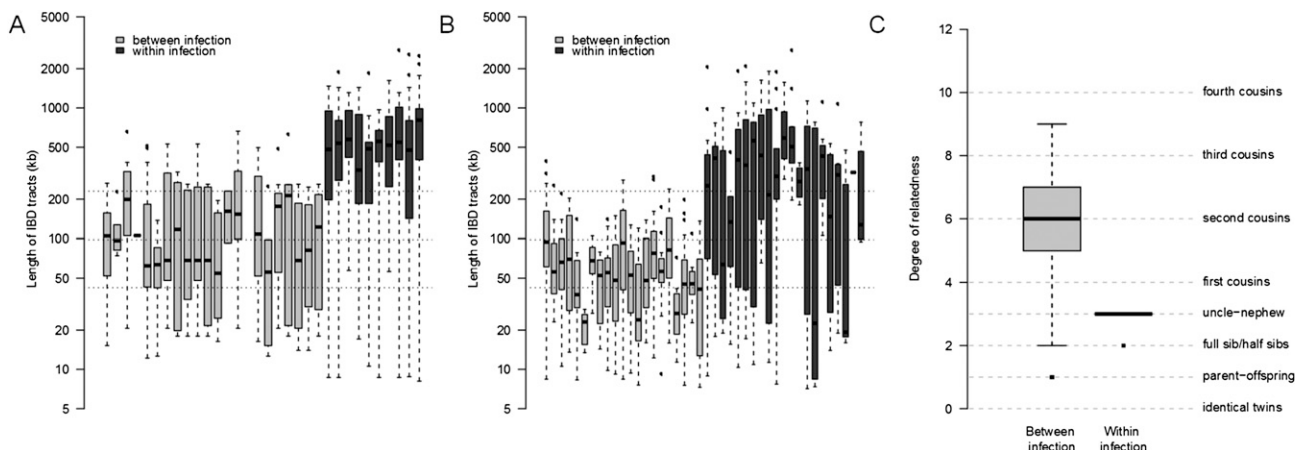 A
Length of IBD tracts (kb)
5000
2000
1000
500
200
100
50
20
10
5
between infection
within infection
B
Length of IBD tracts (kb)
5000
2000
1000
500
200
100
50
20
10
5
between infection
within infection
C
Degree of relatedness
12
10
8
6
4
2
0
fourth cousins
third cousins
second cousins
first cousins
uncle-nephew
full sib/half sibs
parent-offspring
identical twins
Between
infection
Within
infection